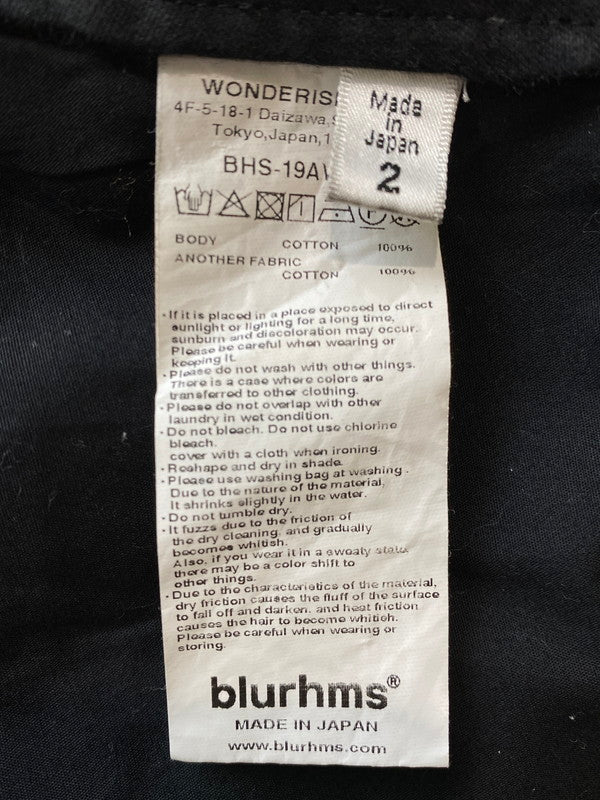 WONDERIS
4F-5-18-1 Daizawa,
Tokyo,Japan,1
BHS-19A
Made
in
Japan
2
BODY COTTON 100%
ANOTHER FABRIC
COTTON 100%
·If it is placed in a place exposed to direct
sunlight or lighting for a long time,
sunburn and discoloration may occur.
Please be careful when wearing or
keeping it.
·Please do not wash with other things.
There is a case where colors are
transferred to other clothing.
·Please do not overlap with other
laundry in wet condition.
·Do not bleach. Do not use chlorine
bleach.
cover with a cloth when ironing.
·Reshape and dry in shade.
·Please use washing bag at washing.
Due to the nature of the material,
It shrinks slightly in the water.
·Do not tumble dry.
·It fuzzs due to the friction of
the dry cleaning, and gradually
becomes whitish.
Also, if you wear it in a sweaty state,
there may be a color shift to
other things.
·Due to the characteristics of the material,
dry friction causes the fluff of the surface
to fall off and darken, and heat friction
causes the hair to become whitish.
Please be careful when wearing or
storing.
blurhms®
MADE IN JAPAN
www.blurhms.com